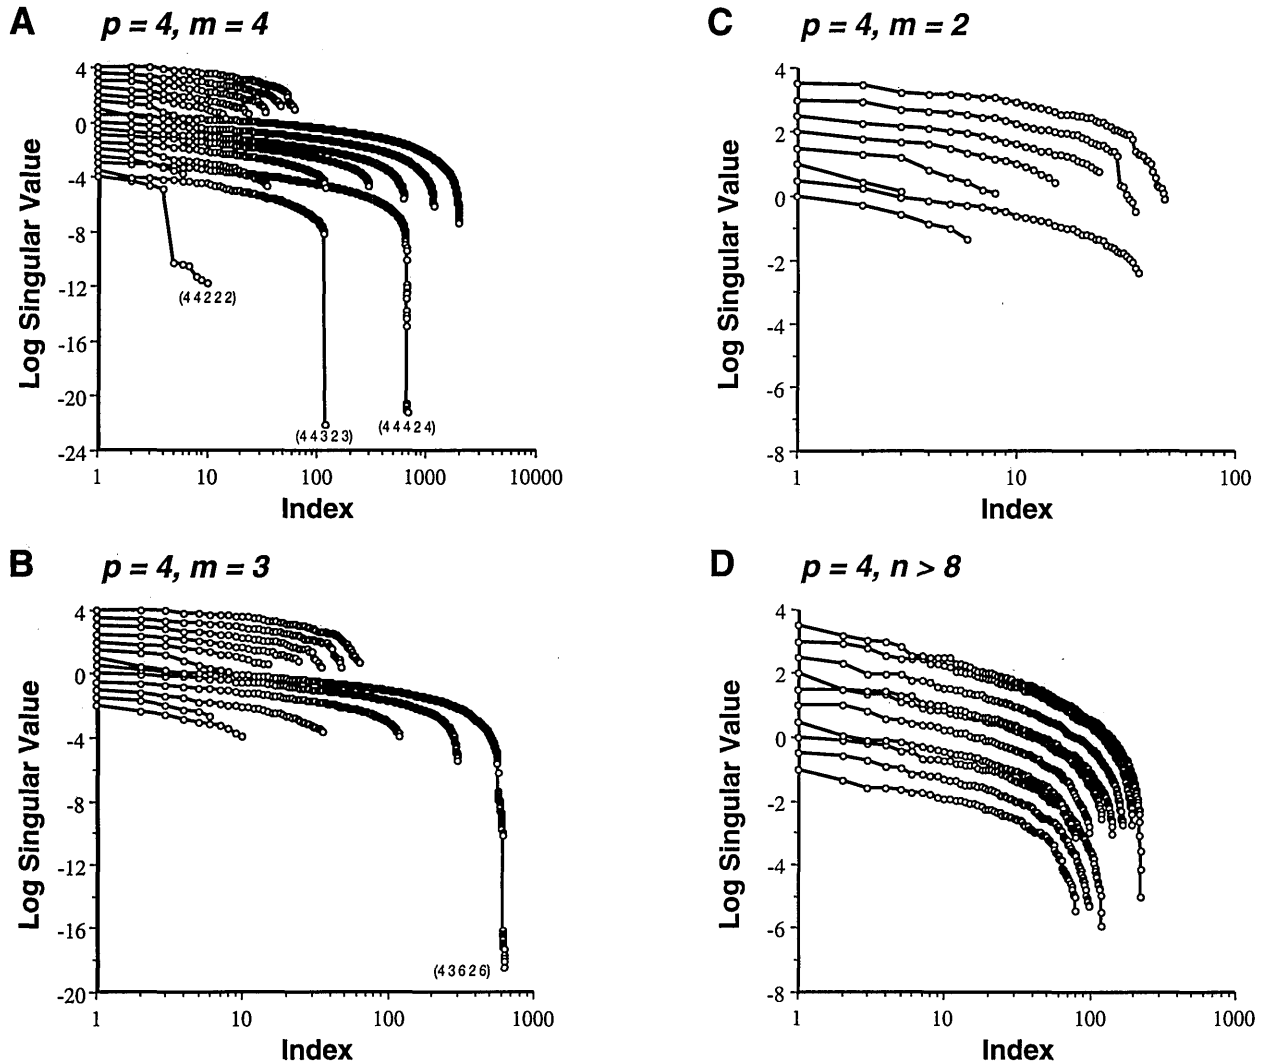 A
p = 4, m = 4
4
0
-4
-8
-12
-16
-20
-24
Log Singular Value
(4 4 2 2 2)
(4 4 3 2 3)
(4 4 4 2 4)
1
10
100
1000
10000
Index
C
p = 4, m = 2
4
2
0
-2
-4
-6
-8
Log Singular Value
1
10
100
Index
B
p = 4, m = 3
4
0
-4
-8
-12
-16
-20
Log Singular Value
(4 3 6 2 6)
1
10
100
1000
Index
D
p = 4, n > 8
4
2
0
-2
-4
-6
-8
Log Singular Value
1
10
100
1000
Index